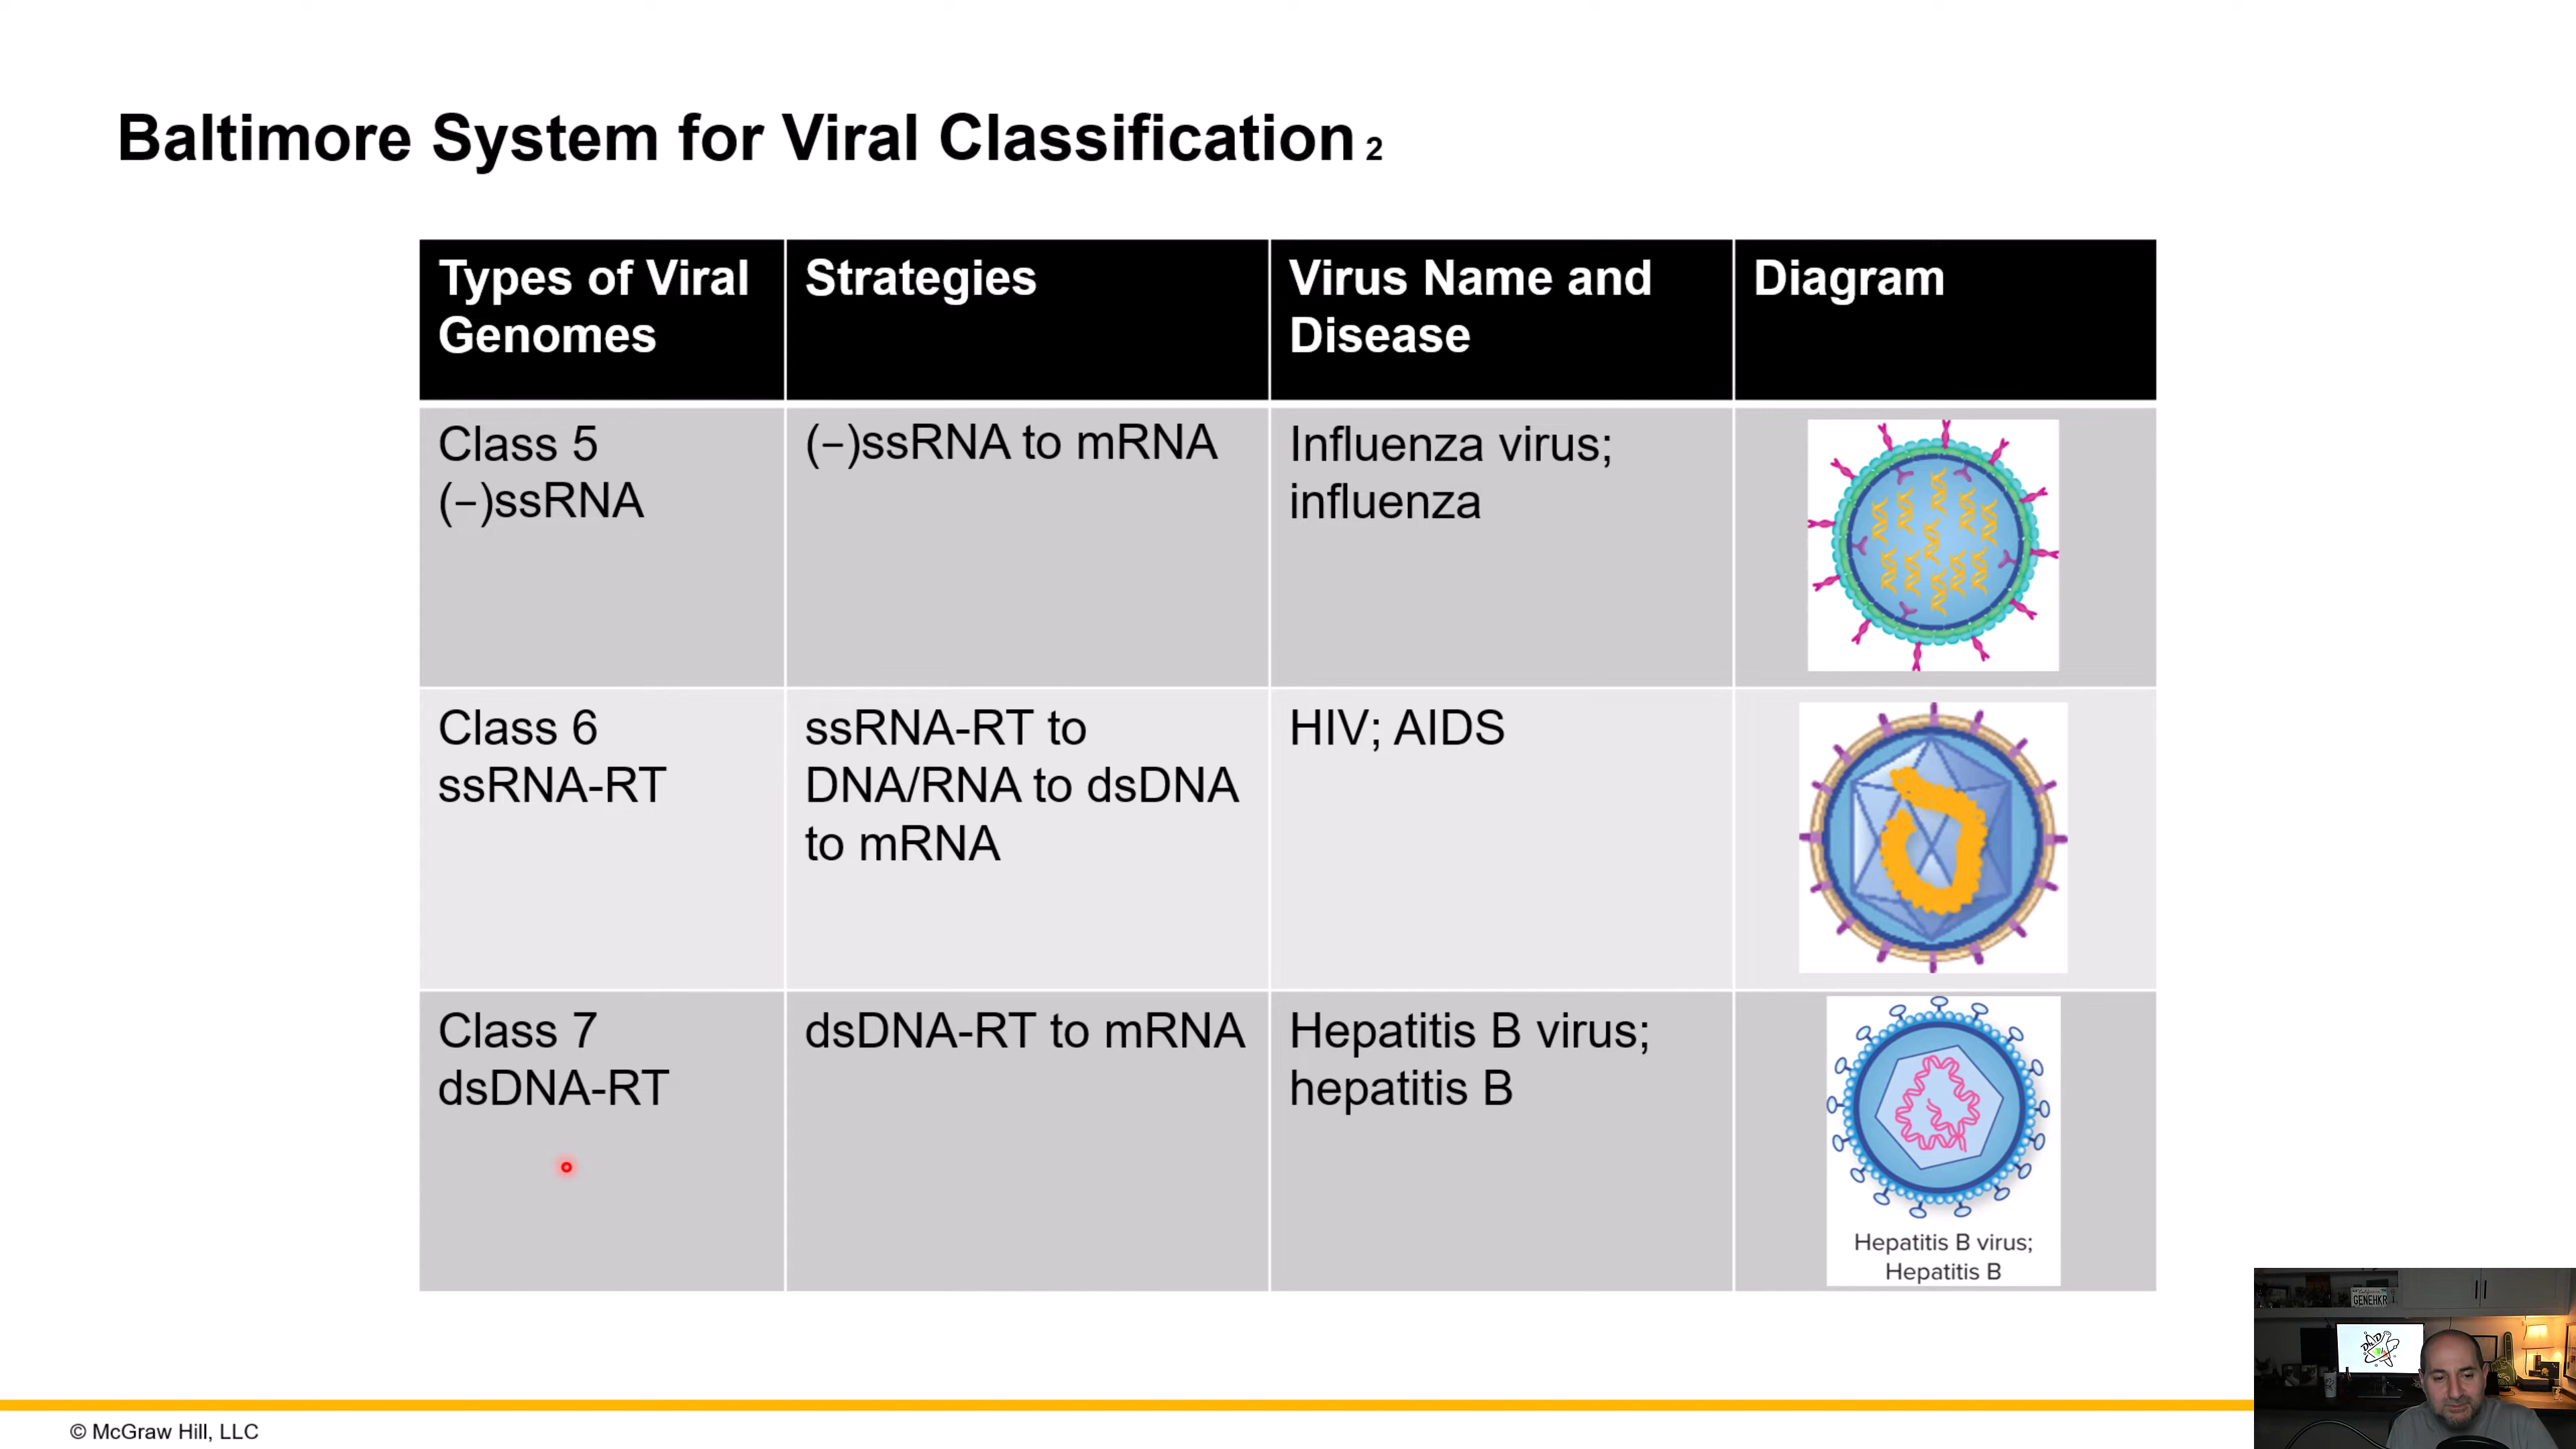 Baltimore System for Viral Classification 2
Types of Viral
Genomes
Strategies
Virus Name and
Disease
Diagram
Class 5
(−)ssRNA
(−)ssRNA to mRNA
Influenza virus;
influenza
Class 6
ssRNA-RT
ssRNA-RT to
DNA/RNA to dsDNA
to mRNA
HIV; AIDS
Class 7
dsDNA-RT
dsDNA-RT to mRNA
Hepatitis B virus;
hepatitis B
Hepatitis B virus;
Hepatitis B
GENEHKR
© McGraw Hill, LLC